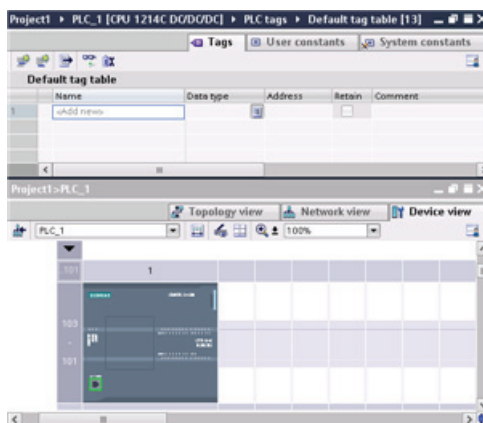 Project1 ▸ PLC_1 [CPU 1214C DC/DC/DC] ▸ PLC tags ▸ Default tag table [13]
Tags User constants System constants
Default tag table
Name Data type Address Retain Comment
1 <Add new>
Project1>PLC_1
Topology view Network view Device view
PLC_1 100%
101 1
103
101